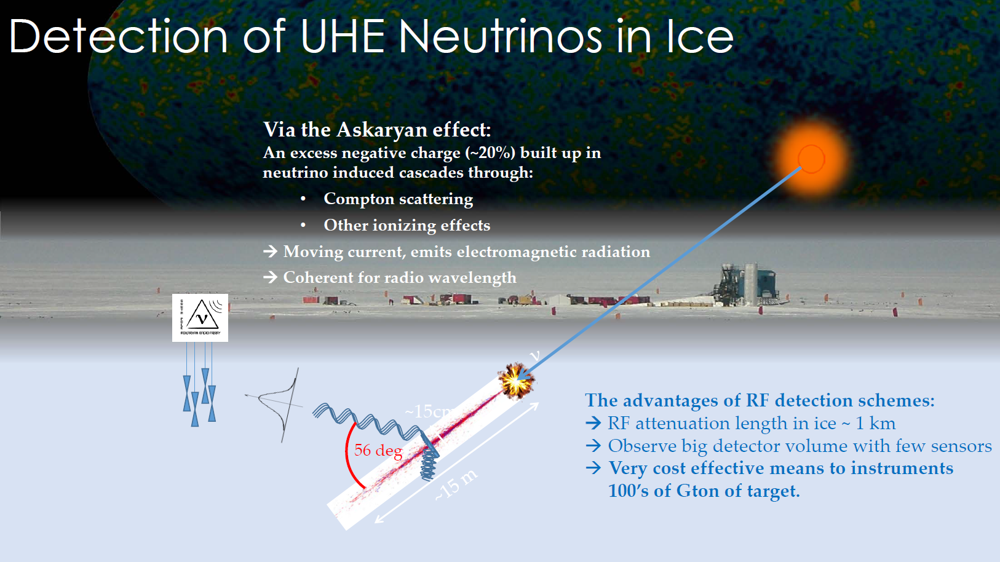 Detection of UHE Neutrinos in Ice
Via the Askaryan effect:
An excess negative charge (~20%) built up in
neutrino induced cascades through:
• Compton scattering
• Other ionizing effects
→ Moving current, emits electromagnetic radiation
→ Coherent for radio wavelength
SOUTH POLE
ν
ASKARYAN RADIO ARRAY
ν
~15cm
56 deg
~15 m
The advantages of RF detection schemes:
→ RF attenuation length in ice ~ 1 km
→ Observe big detector volume with few sensors
→ Very cost effective means to instruments
100’s of Gton of target.